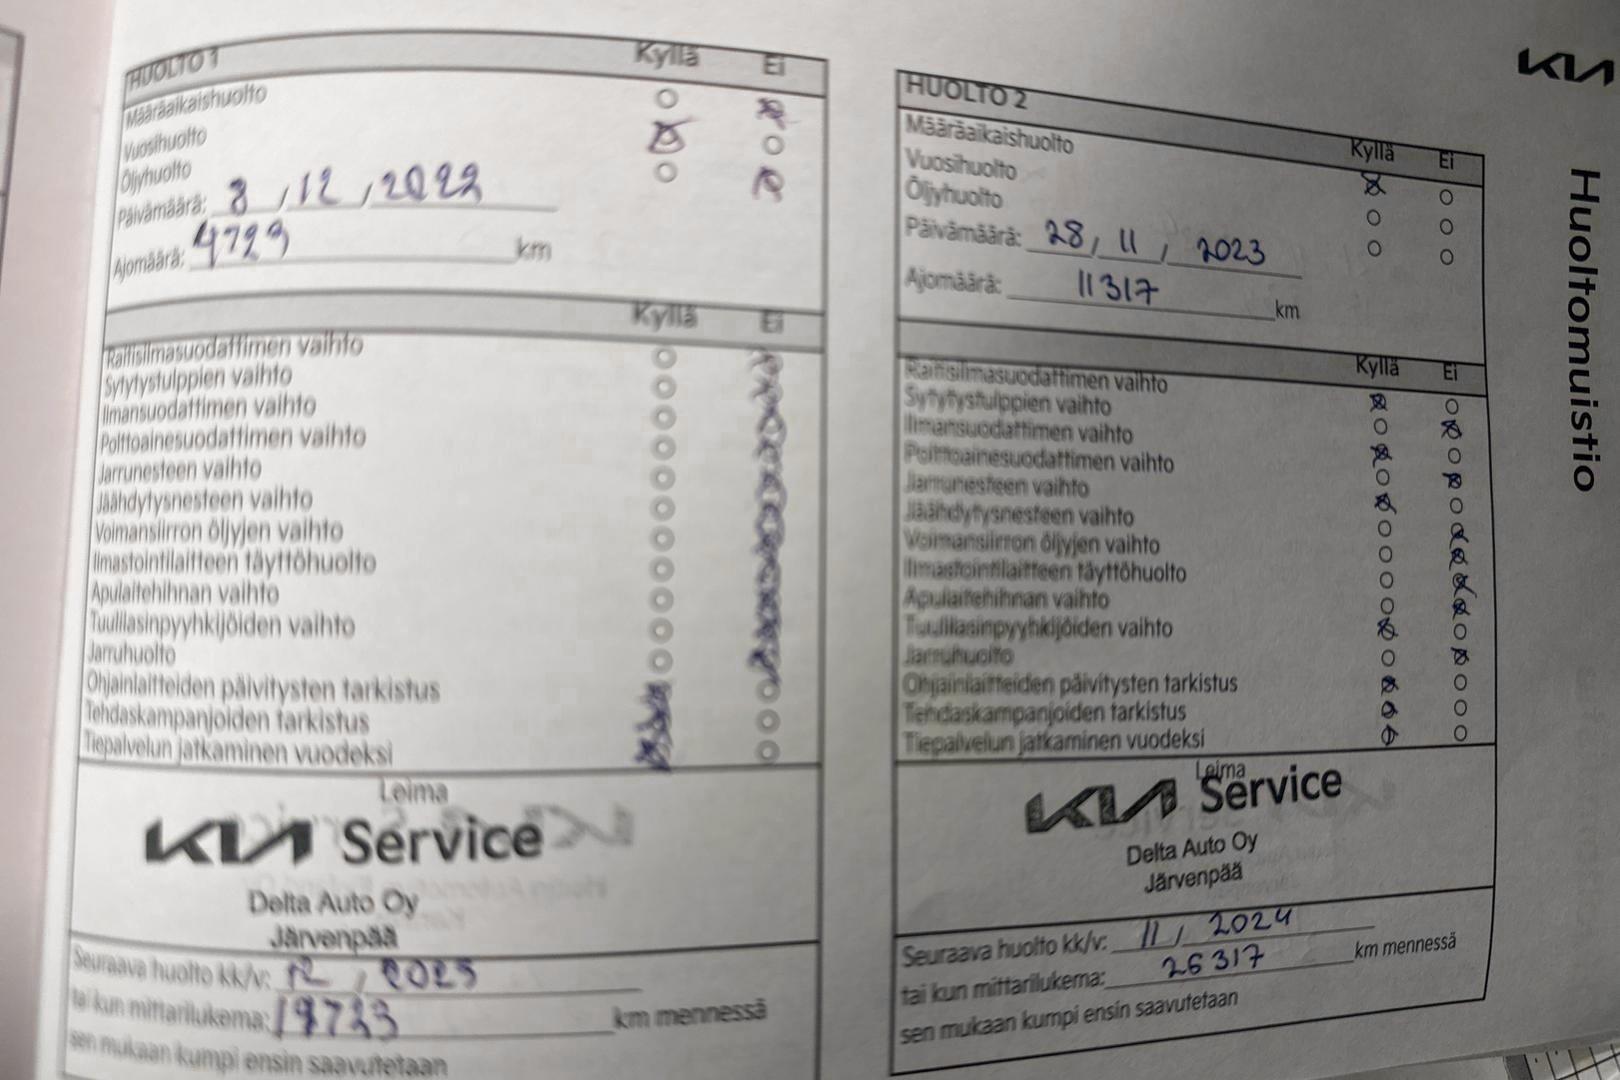 HUOLTO 1 Kyllä Ei
Määräaikaishuolto
Vuosihuolto
Öljyhuolto
Päivämäärä: 8 / 12 / 2022
Ajomäärä: 4729 km
Kyllä Ei
Raitisilmasuodattimen vaihto
Sytytystulppien vaihto
Ilmansuodattimen vaihto
Polttoainesuodattimen vaihto
Jarrunesteen vaihto
Jäähdytysnesteen vaihto
Voimansiirron öljyjen vaihto
Ilmastointilaitteen täyttöhuolto
Apulaitehihnan vaihto
Tuulilasinpyyhkijöiden vaihto
Jarruhuolto
Ohjainlaitteiden päivitysten tarkistus
Tehdaskampanjoiden tarkistus
Tiepalvelun jatkaminen vuodeksi
Leima
KIA Service
Delta Auto Oy
Järvenpää
Seuraava huolto kk/v: 12 /
tai kun mittarilukema: km mennessä
sen mukaan kumpi ensin saavutetaan
HUOLTO 2
Kyllä Ei
Määräaikaishuolto
Vuosihuolto
Öljyhuolto
Päivämäärä: 28 / 11 / 2023
Ajomäärä: 11317 km
Kyllä Ei
Raitisilmasuodattimen vaihto
Sytytystulppien vaihto
Ilmansuodattimen vaihto
Polttoainesuodattimen vaihto
Jarrunesteen vaihto
Jäähdytysnesteen vaihto
Voimansiirron öljyjen vaihto
Ilmastointilaitteen täyttöhuolto
Apulaitehihnan vaihto
Tuulilasinpyyhkijöiden vaihto
Jarruhuolto
Ohjainlaitteiden päivitysten tarkistus
Tehdaskampanjoiden tarkistus
Tiepalvelun jatkaminen vuodeksi
Leima
KIA Service
Delta Auto Oy
Järvenpää
Seuraava huolto kk/v: 11 / 2024
tai kun mittarilukema: 26317 km mennessä
sen mukaan kumpi ensin saavutetaan
KIA
Huoltomuistio